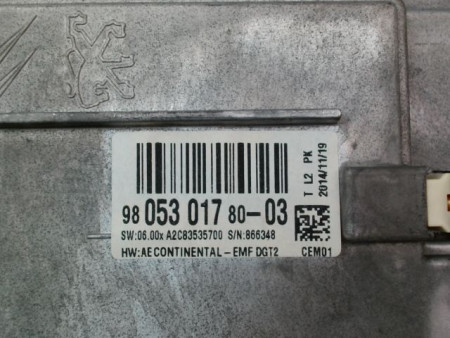 98 053 017 80-03
SW:06.00x A2C83535700 S/N:866348
HW:AE CONTINENTAL-EMF DGT2 CEM01
T L2 PK
2014/11/19